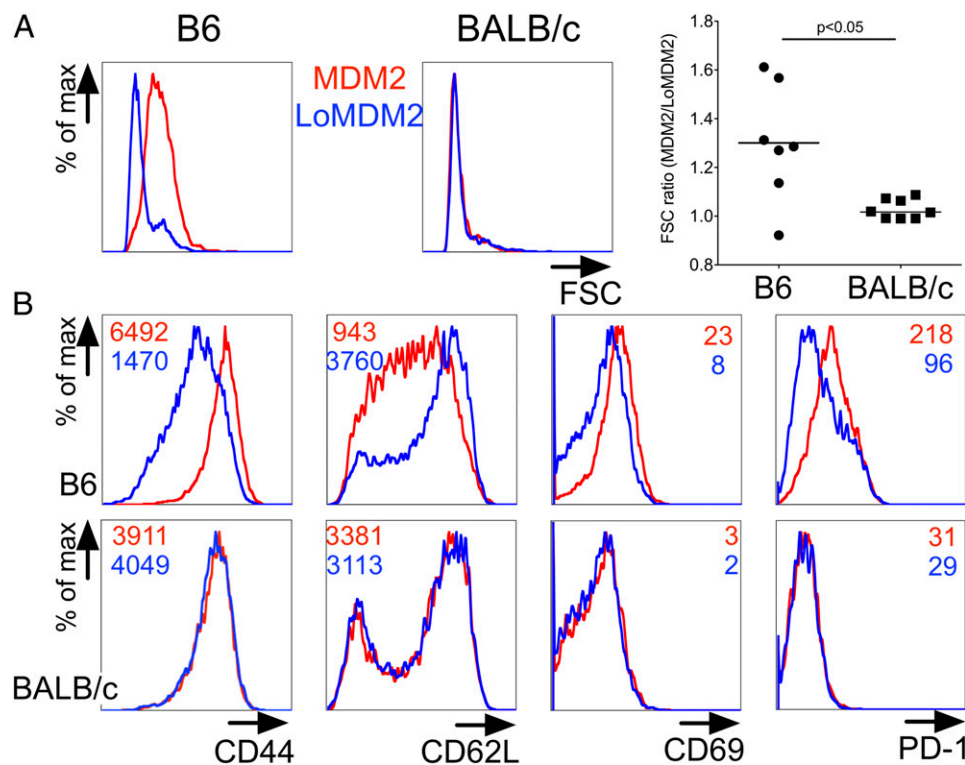 A
B6
BALB/c
% of max
MDM2
LoMDM2
FSC
p<0.05
FSC ratio (MDM2/LoMDM2)
1.8
1.6
1.4
1.2
1.0
0.8
B6
BALB/c
B
% of max
6492
1470
943
3760
23
8
218
96
B6
% of max
3911
4049
3381
3113
3
2
31
29
BALB/c
CD44
CD62L
CD69
PD-1